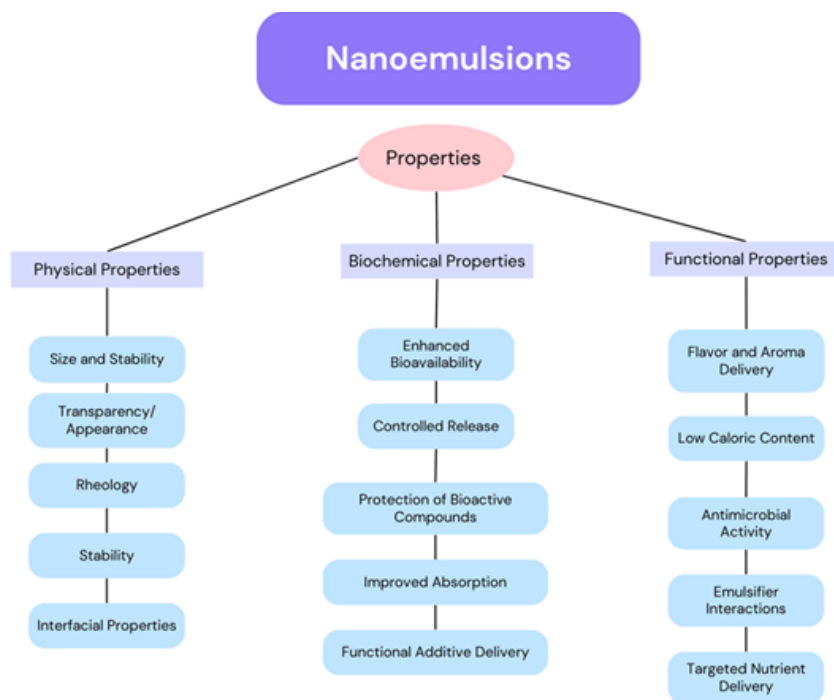 Nanoemulsions
Properties
Physical Properties
Size and Stability
Transparency/
Appearance
Rheology
Stability
Interfacial Properties
Biochemical Properties
Enhanced
Bioavailability
Controlled Release
Protection of Bioactive
Compounds
Improved Absorption
Functional Additive Delivery
Functional Properties
Flavor and Aroma
Delivery
Low Caloric Content
Antimicrobial
Activity
Emulsifier
Interactions
Targeted Nutrient
Delivery